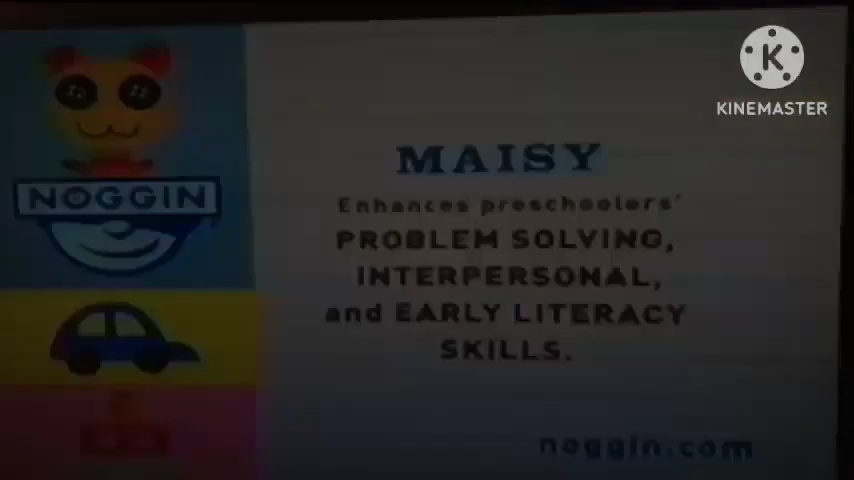 KINEMASTER
NOGGIN
MAISY
Enhances preschoolers'
PROBLEM SOLVING,
INTERPERSONAL,
and EARLY LITERACY
SKILLS.
noggin.com